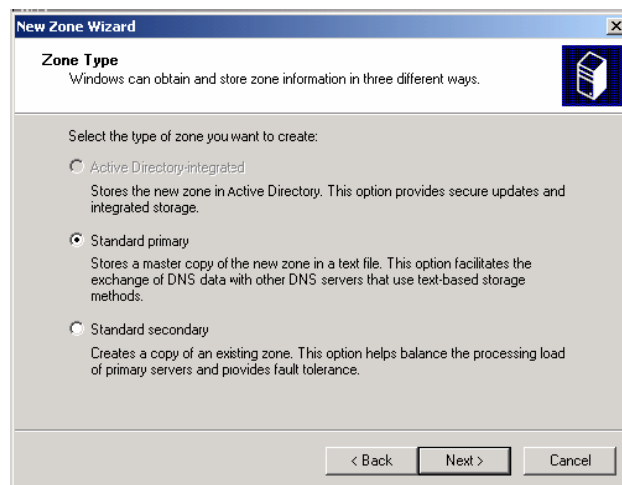 New Zone Wizard
Zone Type
Windows can obtain and store zone information in three different ways.
Select the type of zone you want to create:
Active Directory-integrated
Stores the new zone in Active Directory. This option provides secure updates and
integrated storage.
Standard primary
Stores a master copy of the new zone in a text file. This option facilitates the
exchange of DNS data with other DNS servers that use text-based storage
methods.
Standard secondary
Creates a copy of an existing zone. This option helps balance the processing load
of primary servers and provides fault tolerance.
< Back Next > Cancel